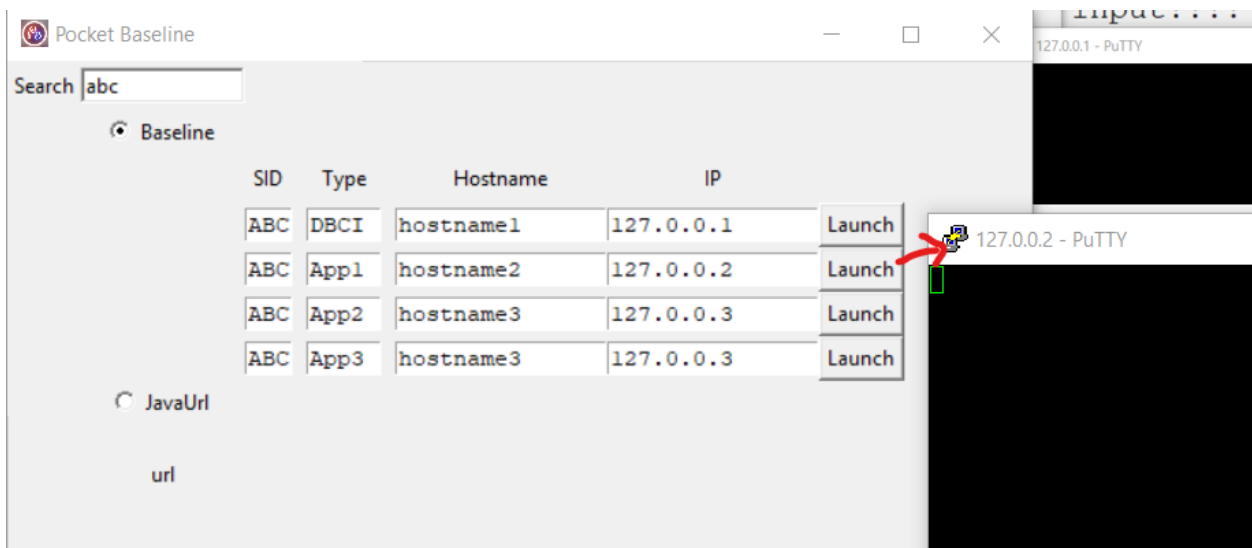 Pocket Baseline
127.0.0.1 - PuTTY
Search abc
Baseline
SID Type Hostname IP
ABC DBCI hostname1 127.0.0.1 Launch
127.0.0.2 - PuTTY
ABC App1 hostname2 127.0.0.2 Launch
ABC App2 hostname3 127.0.0.3 Launch
ABC App3 hostname3 127.0.0.3 Launch
JavaUrl
url